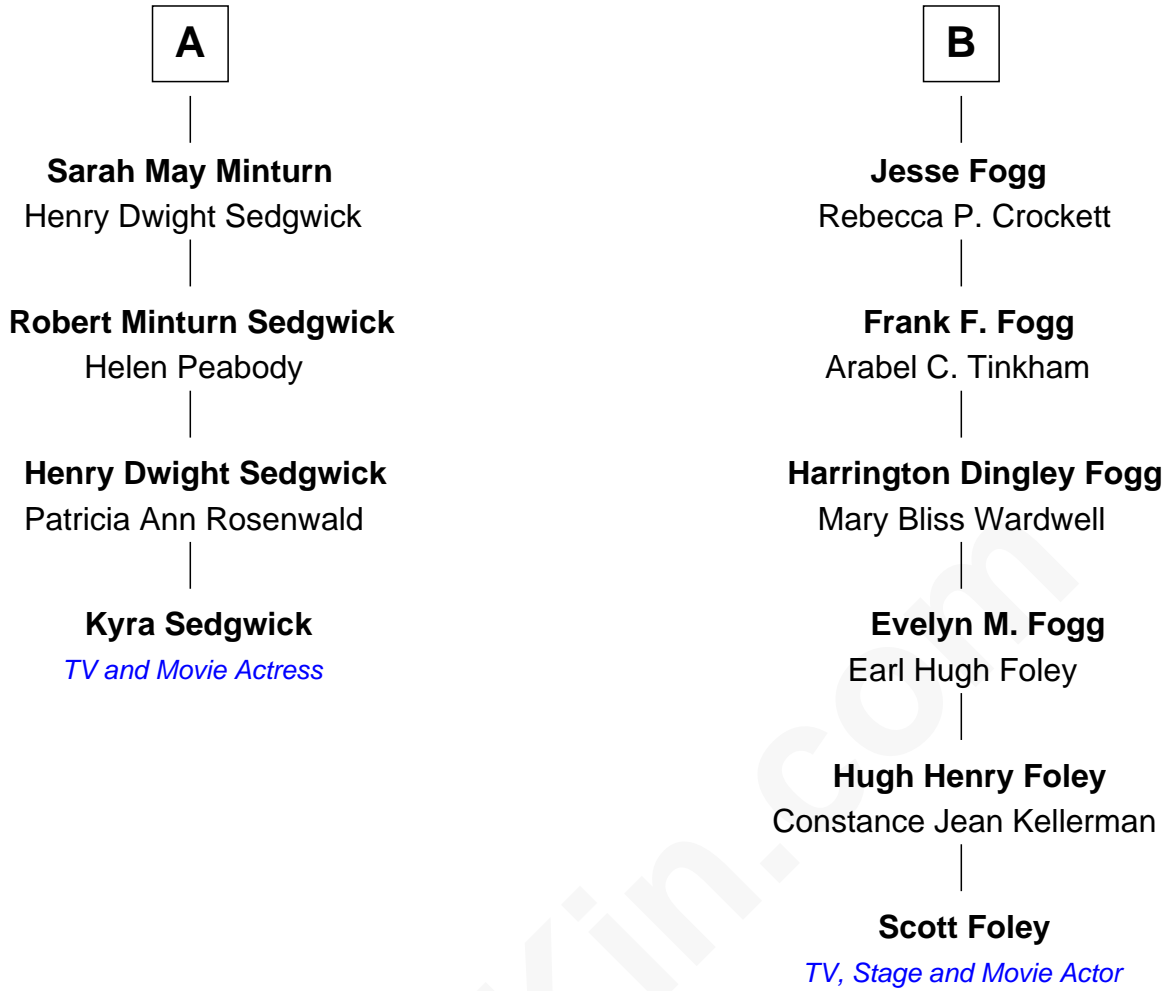 A
Sarah May Minturn
Henry Dwight Sedgwick
Robert Minturn Sedgwick
Helen Peabody
Henry Dwight Sedgwick
Patricia Ann Rosenwald
Kyra Sedgwick
TV and Movie Actress
B
Jesse Fogg
Rebecca P. Crockett
Frank F. Fogg
Arabel C. Tinkham
Harrington Dingley Fogg
Mary Bliss Wardwell
Evelyn M. Fogg
Earl Hugh Foley
Hugh Henry Foley
Constance Jean Kellerman
Scott Foley
TV, Stage and Movie Actor